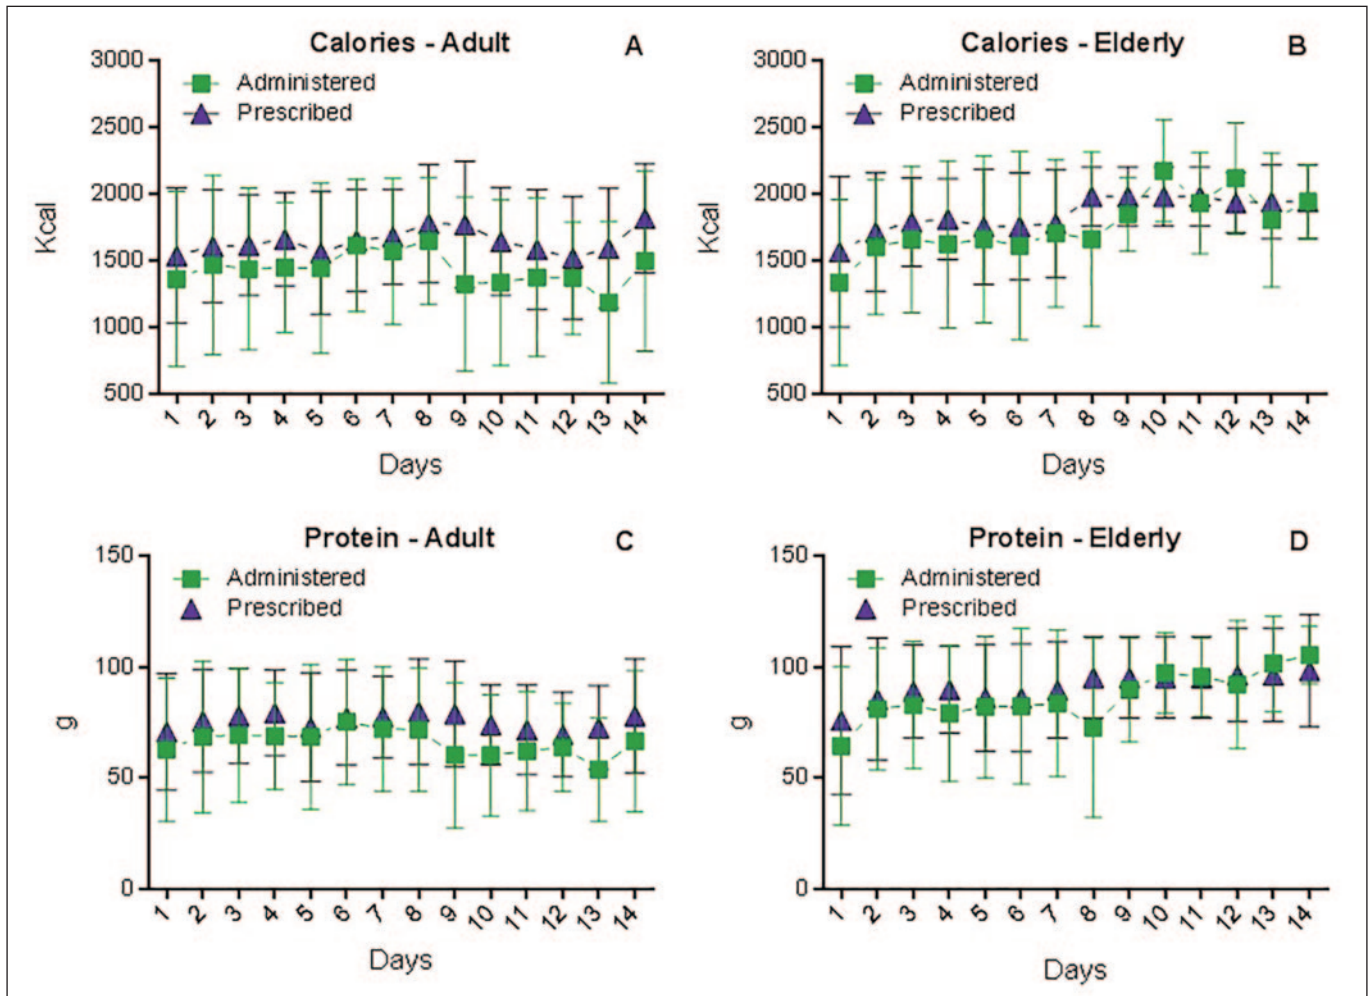 Calories - Adult
A
3000
2500
2000
1500
1000
500
Kcal
Administered
Prescribed
1 2 3 4 5 6 7 8 9 10 11 12 13 14
Days
Calories - Elderly
B
3000
2500
2000
1500
1000
500
Kcal
Administered
Prescribed
1 2 3 4 5 6 7 8 9 10 11 12 13 14
Days
Protein - Adult
C
150
100
50
0
g
Administered
Prescribed
1 2 3 4 5 6 7 8 9 10 11 12 13 14
Days
Protein - Elderly
D
150
100
50
0
g
Administered
Prescribed
1 2 3 4 5 6 7 8 9 10 11 12 13 14
Days